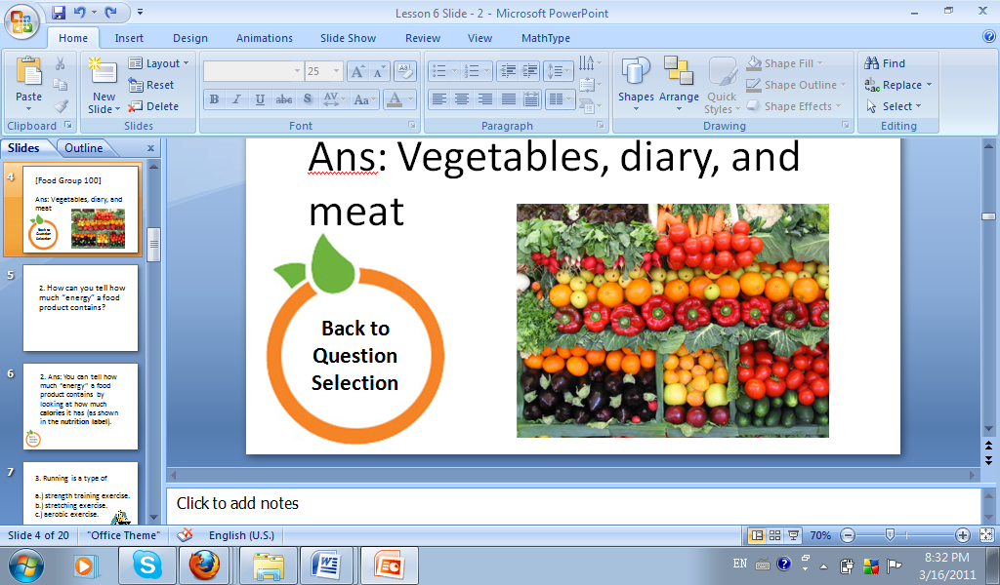 Lesson 6 Slide - 2 - Microsoft PowerPoint
Home Insert Design Animations Slide Show Review View MathType
Paste
Clipboard
New
Slide
Layout
Reset
Delete
Slides
25
B I U abc S AV Aa A
Font
Paragraph
Shapes
Arrange
Quick
Styles
Shape Fill
Shape Outline
Shape Effects
Drawing
Find
Replace
Select
Editing
Slides Outline x
4
[Food Group 100]
Ans: Vegetables, diary, and
meat
Back to
Question
Selection
5
2. How can you tell how
much “energy” a food
product contains?
6
2. Ans: You can tell how
much “energy” a food
product contains by
looking at how much
calories it has (as shown
in the nutrition label).
7
3. Running is a type of
a.) strength training exercise.
b.) stretching exercise.
c.) aerobic exercise.
Ans: Vegetables, diary, and
meat
Back to
Question
Selection
Click to add notes
Slide 4 of 20 "Office Theme" English (U.S.) 70%
EN 8:32 PM
3/16/2011